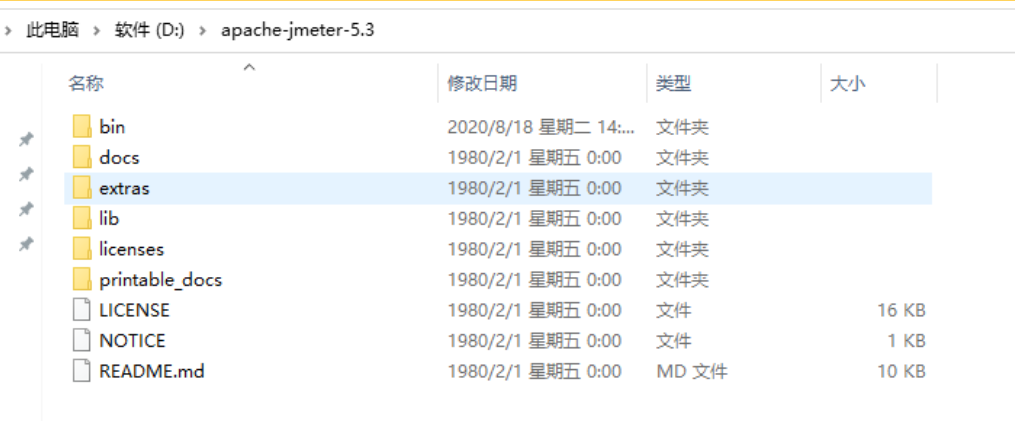 此电脑 > 软件 (D:) > apache-jmeter-5.3
名称 修改日期 类型 大小
bin 2020/8/18 星期二 14:... 文件夹
docs 1980/2/1 星期五 0:00 文件夹
extras 1980/2/1 星期五 0:00 文件夹
lib 1980/2/1 星期五 0:00 文件夹
licenses 1980/2/1 星期五 0:00 文件夹
printable_docs 1980/2/1 星期五 0:00 文件夹
LICENSE 1980/2/1 星期五 0:00 文件 16 KB
NOTICE 1980/2/1 星期五 0:00 文件 1 KB
README.md 1980/2/1 星期五 0:00 MD 文件 10 KB